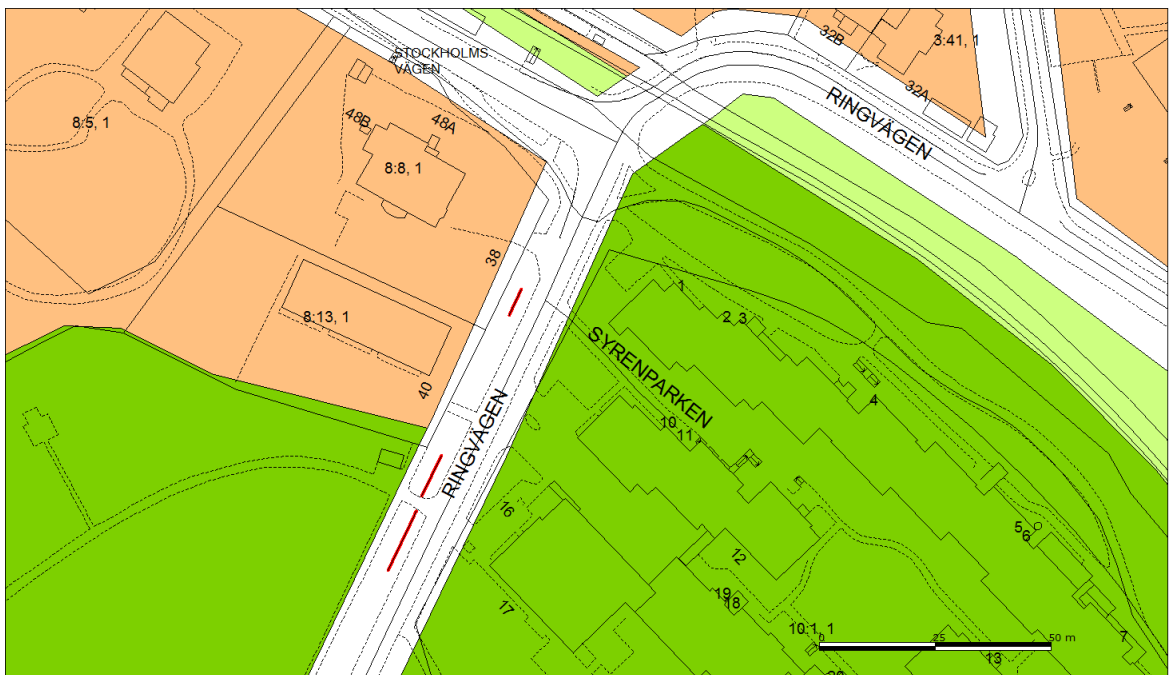 STOCKHOLMS
VÄGEN
32B
3:41, 1
32A
RINGVÄGEN
8:5, 1
48B
48A
8:8, 1
38
8:13, 1
40
RINGVÄGEN
1
2
3
SYRENPARKEN
4
10
11
16
12
17
19
18
5
6
7
10:1, 1
13
20
0
25
50 m